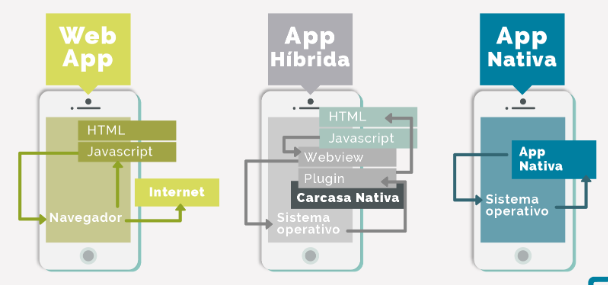 Web
App
HTML
Javascript
Internet
Navegador
App
Híbrida
HTML
Javascript
Webview
Plugin
Carcasa Nativa
Sistema
operativo
App
Nativa
App
Nativa
Sistema
operativo